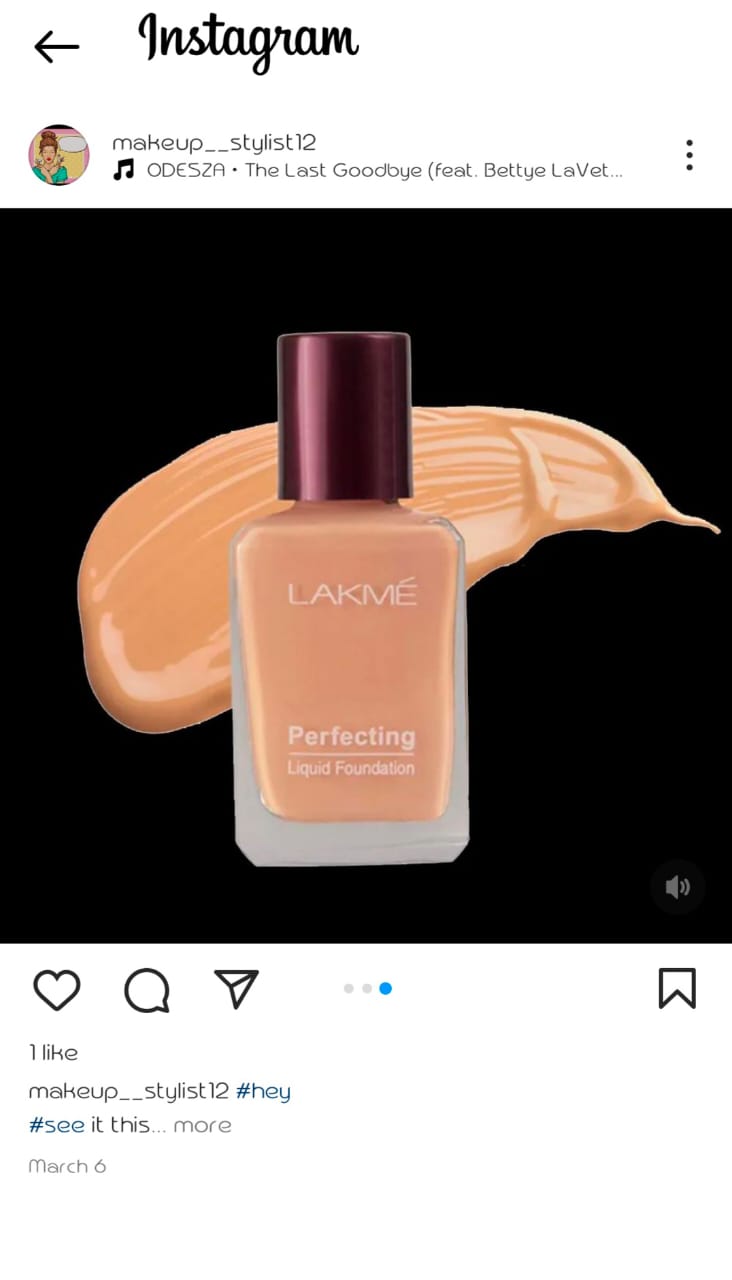 Instagram
makeup__stylist12
ODESZA • The Last Goodbye (feat. Bettye LaVet...
LAKMÉ
Perfecting
Liquid Foundation
1 like
makeup__stylist12 #hey
#see it this... more
March 6